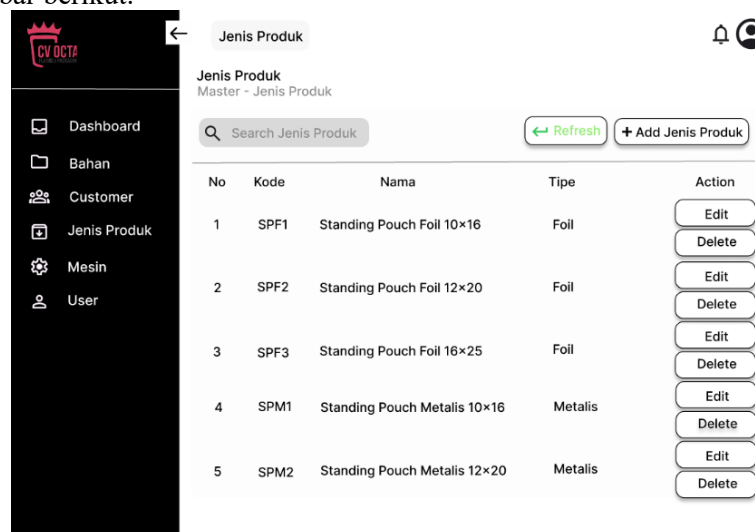 bar berikut.
CV OCTA
Jenis Produk
Jenis Produk
Master - Jenis Produk
Dashboard
Bahan
Customer
Jenis Produk
Mesin
User
Search Jenis Produk
Refresh
+ Add Jenis Produk
No Kode Nama Tipe Action
1 SPF1 Standing Pouch Foil 10×16 Foil Edit
Delete
2 SPF2 Standing Pouch Foil 12×20 Foil Edit
Delete
3 SPF3 Standing Pouch Foil 16×25 Foil Edit
Delete
4 SPM1 Standing Pouch Metalis 10×16 Metalis Edit
Delete
5 SPM2 Standing Pouch Metalis 12×20 Metalis Edit
Delete